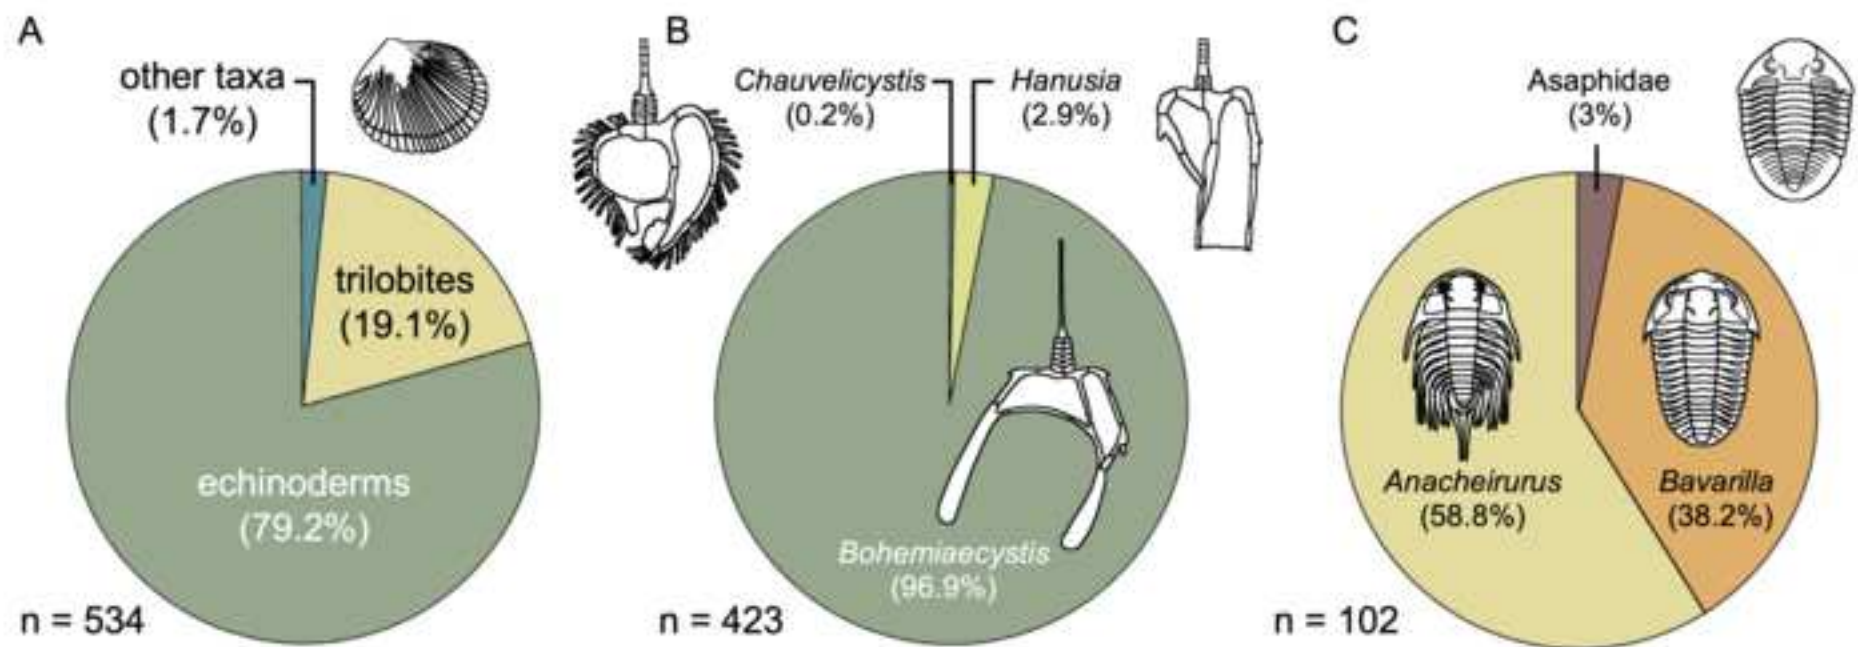 A
other taxa
(1.7%)
trilobites
(19.1%)
echinoderms
(79.2%)
n = 534
B
Chauvelicystis
(0.2%)
Hanusia
(2.9%)
Bohemiaecystis
(96.9%)
n = 423
C
Asaphidae
(3%)
Anacheirurus
(58.8%)
Bavarilla
(38.2%)
n = 102